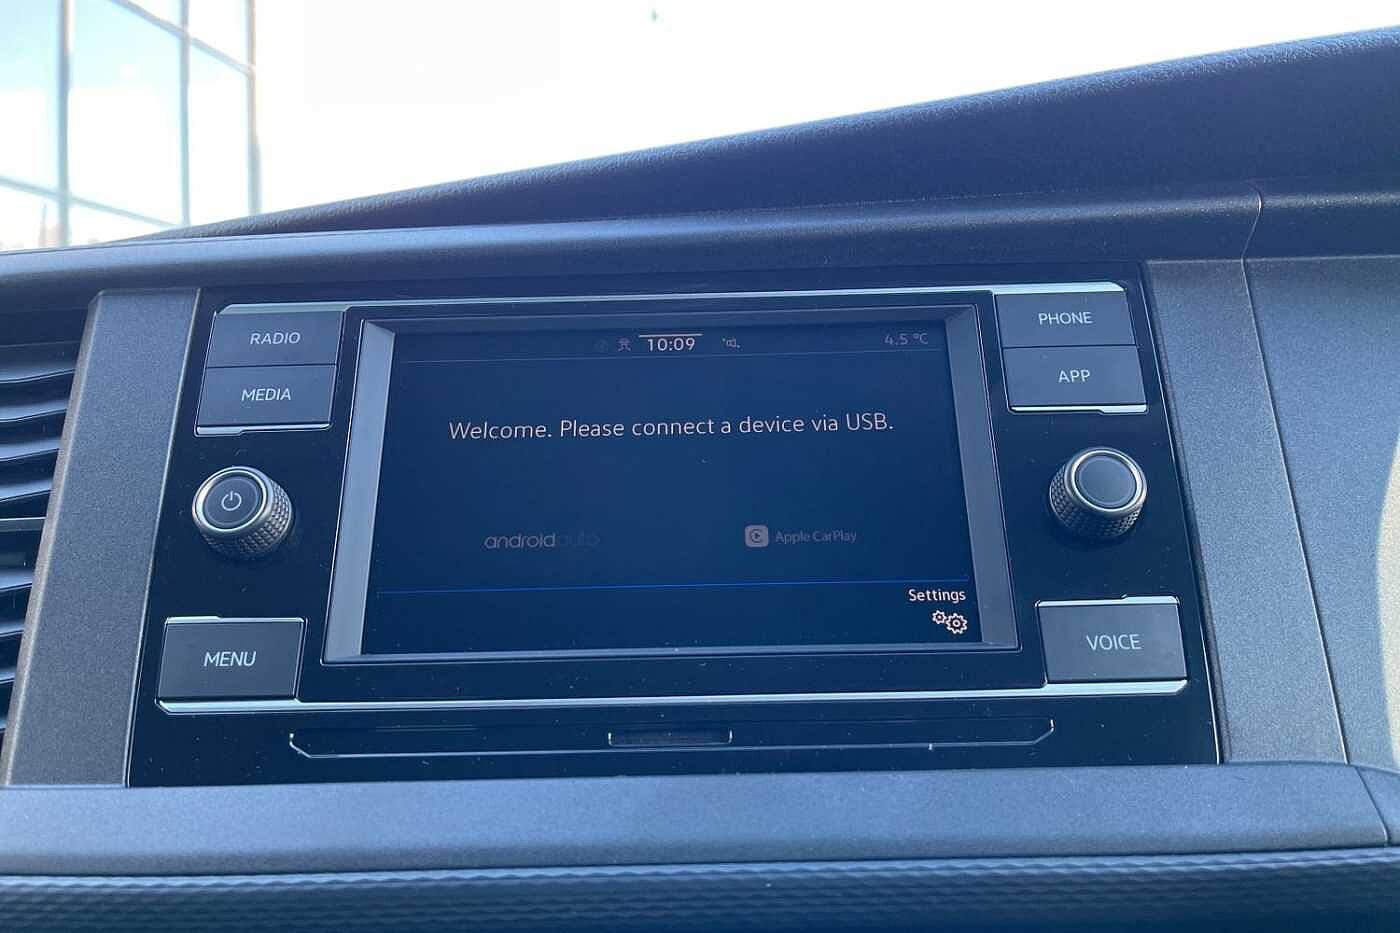 RADIO
MEDIA
MENU
10:09
4.5 °C
Welcome. Please connect a device via USB.
androidauto
Apple CarPlay
Settings
PHONE
APP
VOICE